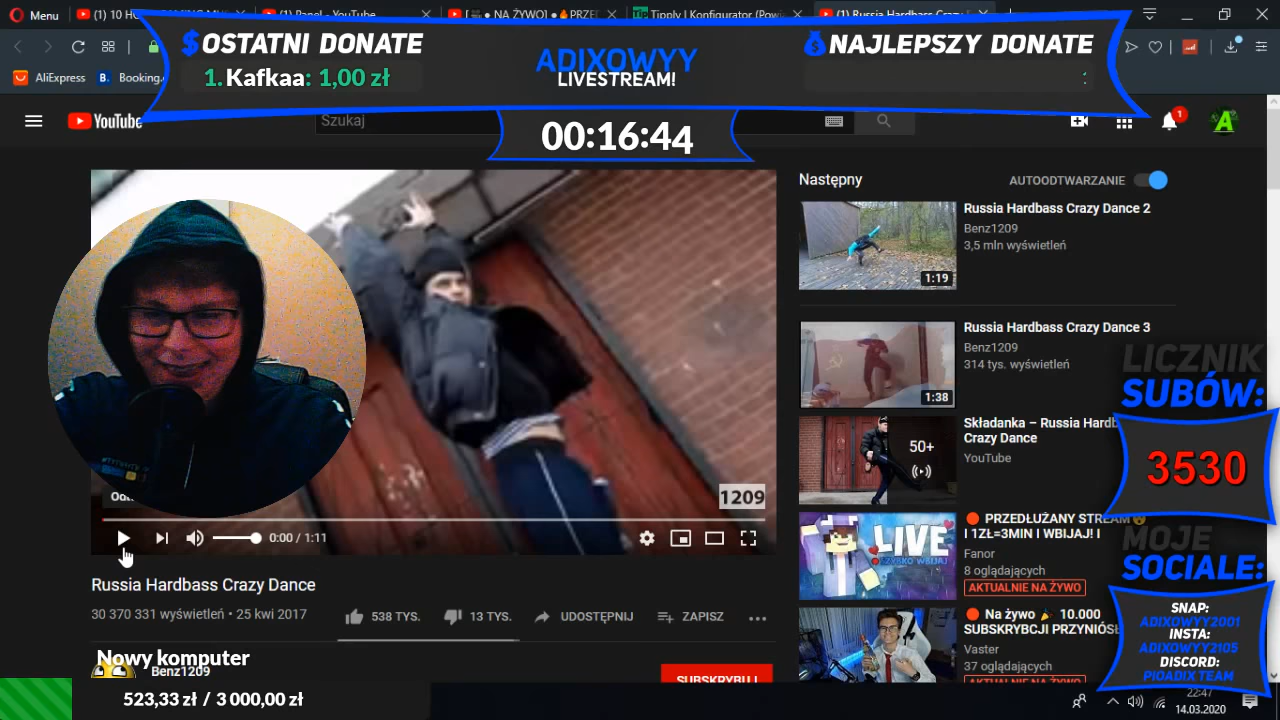 Menu
(1) Panel - YouTube
NA ŻYWO]
Tipply | Konfigurator (Pow
(1) Russia Hardbass Crazy
$OSTATNI DONATE
1. Kafkaa: 1,00 zł
ADIXOWYY
LIVESTREAM!
NAJLEPSZY DONATE
AliExpress
B. Booking.
YouTube
Szukaj
00:16:44
1
Następny
AUTOODTWARZANIE
Russia Hardbass Crazy Dance 2
Benz1209
3,5 mln wyświetleń
1:19
Russia Hardbass Crazy Dance 3
Benz1209
314 tys. wyświetleń
1:38
Składanka – Russia Hardb
Crazy Dance
YouTube
50+
PRZEDŁUŻANY STREAM
I 1ZŁ=3MIN I WBIJAJ! I
Fanor
8 oglądających
AKTUALNIE NA ŻYWO
LIVE
Na żywo 10.000
SUBSKRYBCJI PRZYNIÓSŁ
Vaster
37 oglądających
AKTUALNIE NA ŻYWO
LICZNIK
SUBÓW:
3530
MOJE
SOCIALE:
SNAP:
ADIXOWYY2001
INSTA:
ADIXOWYY2105
DISCORD:
PIOADIX TEAM
1209
0:00 / 1:11
Russia Hardbass Crazy Dance
30 370 331 wyświetleń • 25 kwi 2017
538 TYS.
13 TYS.
UDOSTĘPNIJ
ZAPISZ
Nowy komputer
Benz1209
SUBSKRYBUJ
523,33 zł / 3 000,00 zł
22:47
14.03.2020